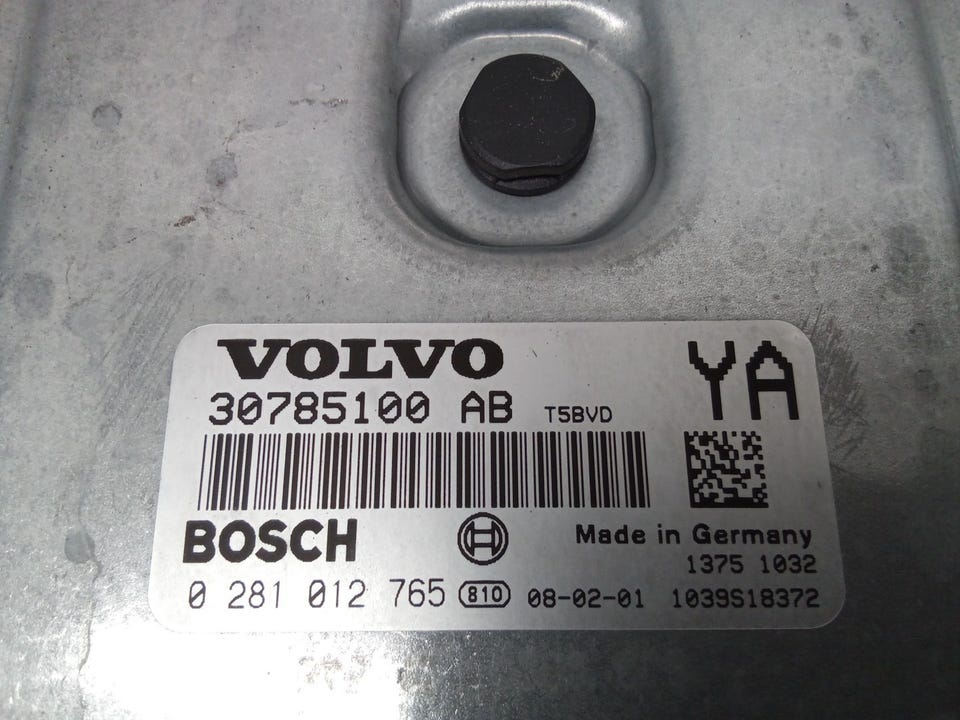 VOLVO YA
30785100 AB T5BVD
BOSCH Made in Germany
1375 1032
0 281 012 765 810 08-02-01 1039S18372